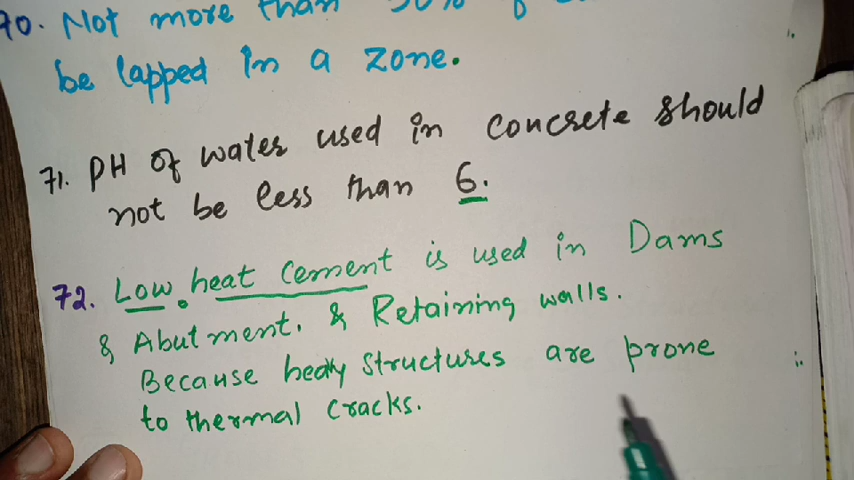 70. Not more than 50% of
be lapped in a zone.
71. PH of water used in concrete should
not be less than 6.
72. Low heat cement is used in Dams
& Abutment. & Retaining walls.
Because heavy structures are prone
to thermal cracks.